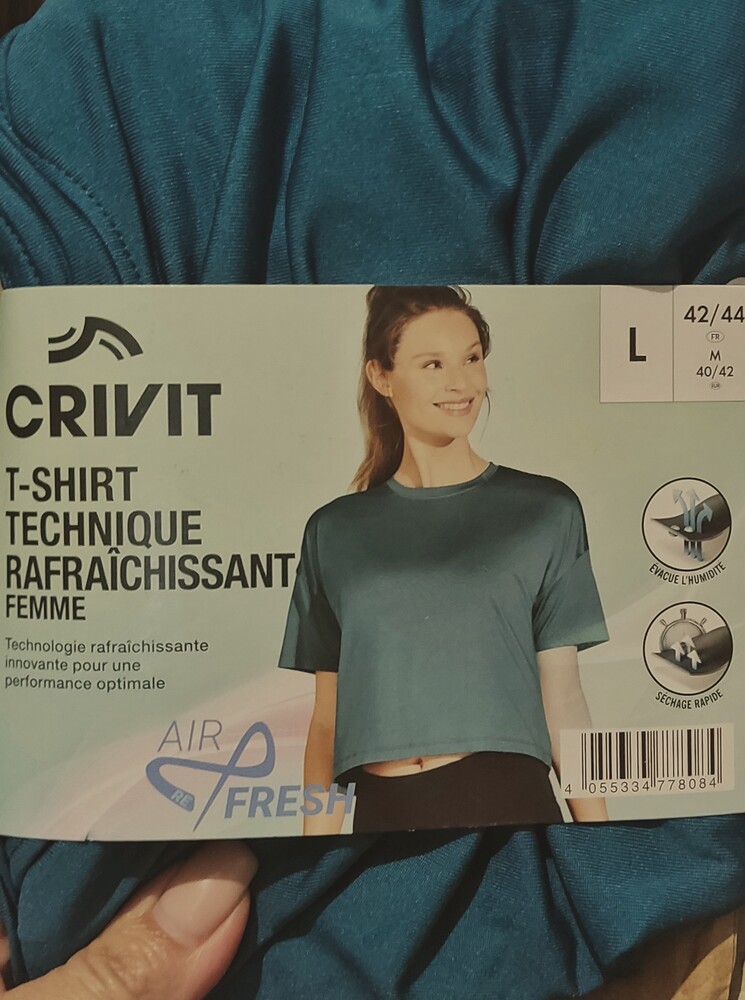 CRIVIT
T-SHIRT
TECHNIQUE
RAFRAÎCHISSANT
FEMME
Technologie rafraîchissante
innovante pour une
performance optimale
AIR
RE
FRESH
L
42/44
FR
M
40/42
ÉVACUE L'HUMIDITÉ
SÉCHAGE RAPIDE
4 055334 778084